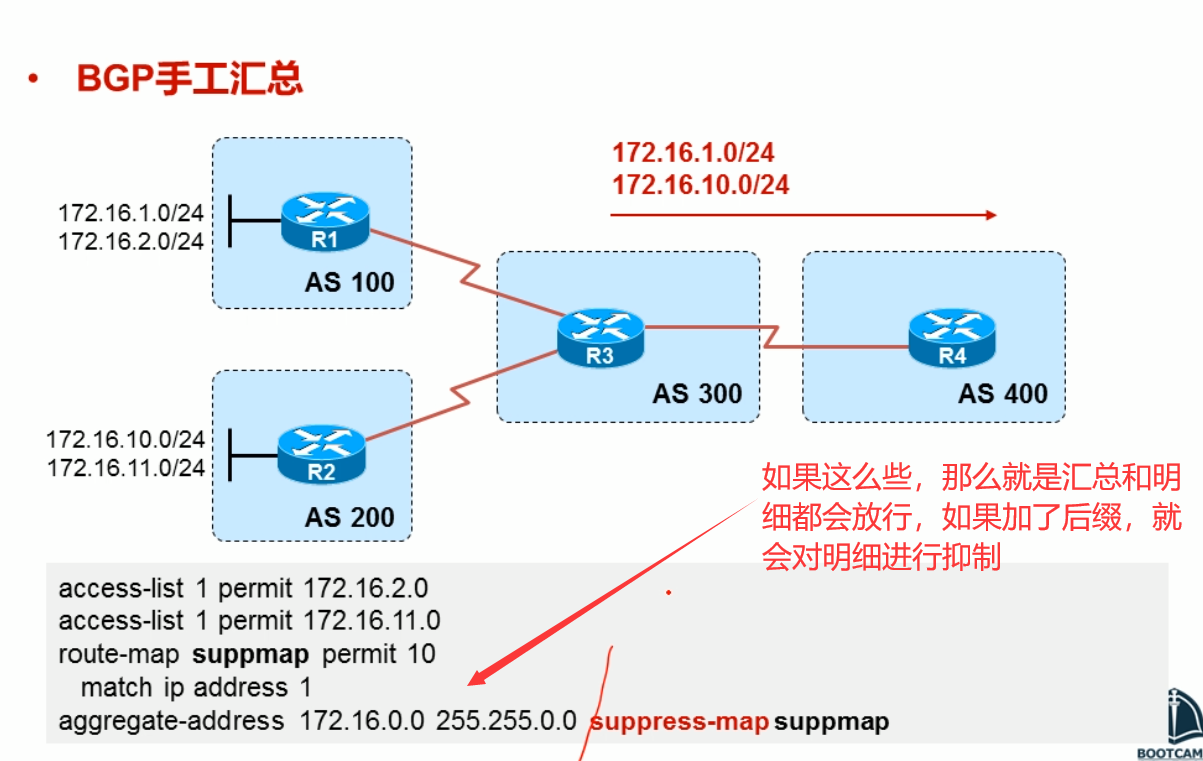 • BGP手工汇总
172.16.1.0/24
172.16.10.0/24
172.16.1.0/24
172.16.2.0/24
R1
AS 100
R3
AS 300
R4
AS 400
172.16.10.0/24
172.16.11.0/24
R2
AS 200
如果这么些，那么就是汇总和明
细都会放行，如果加了后缀，就
会对明细进行抑制
access-list 1 permit 172.16.2.0
access-list 1 permit 172.16.11.0
route-map suppmap permit 10
match ip address 1
aggregate-address 172.16.0.0 255.255.0.0 suppress-map suppmap
BOOTCAM